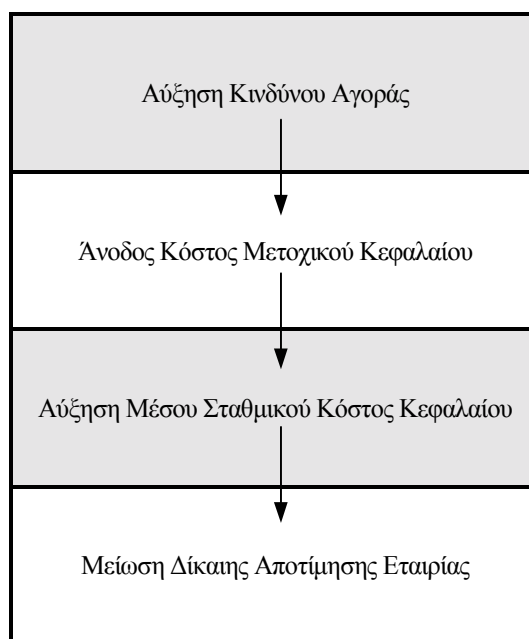 Αύξηση Κινδύνου Αγοράς
Άνοδος Κόστος Μετοχικού Κεφαλαίου
Αύξηση Μέσου Σταθμικού Κόστος Κεφαλαίου
Μείωση Δίκαιης Αποτίμησης Εταιρίας